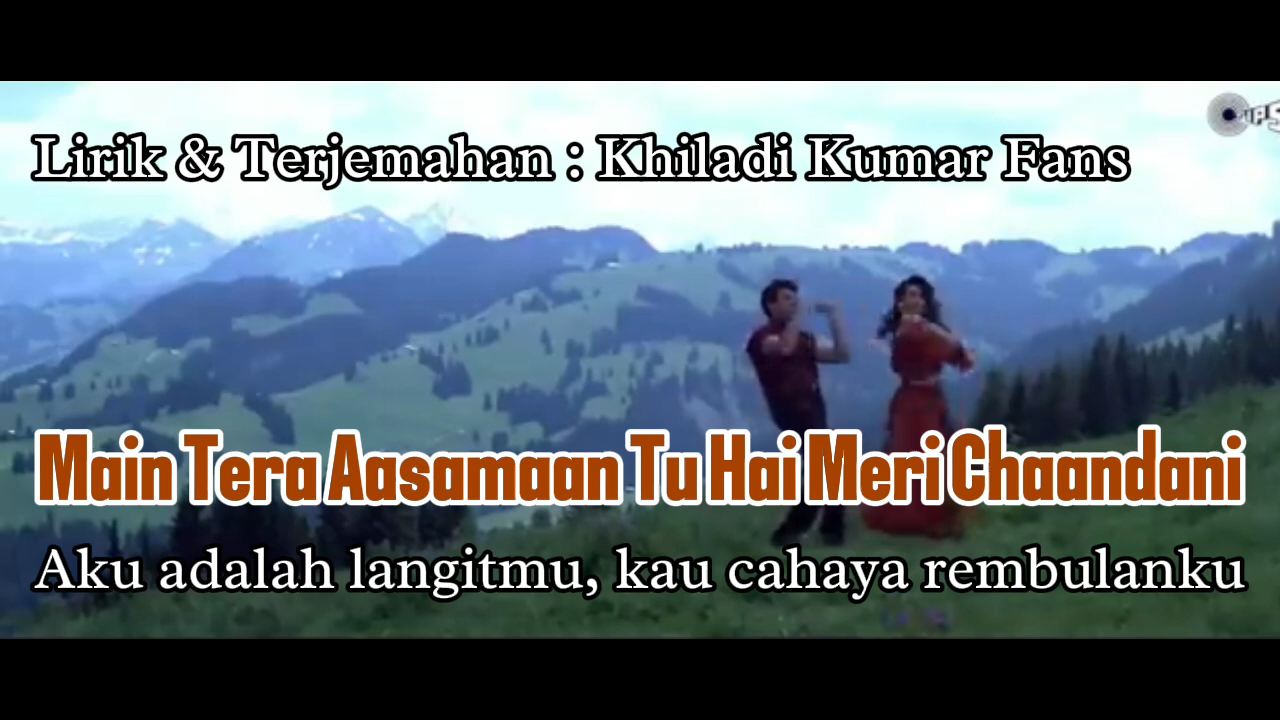 Lirik & Terjemahan : Khiladi Kumar Fans
Main Tera Aasamaan Tu Hai Meri Chaandani
Aku adalah langitmu, kau cahaya rembulanku